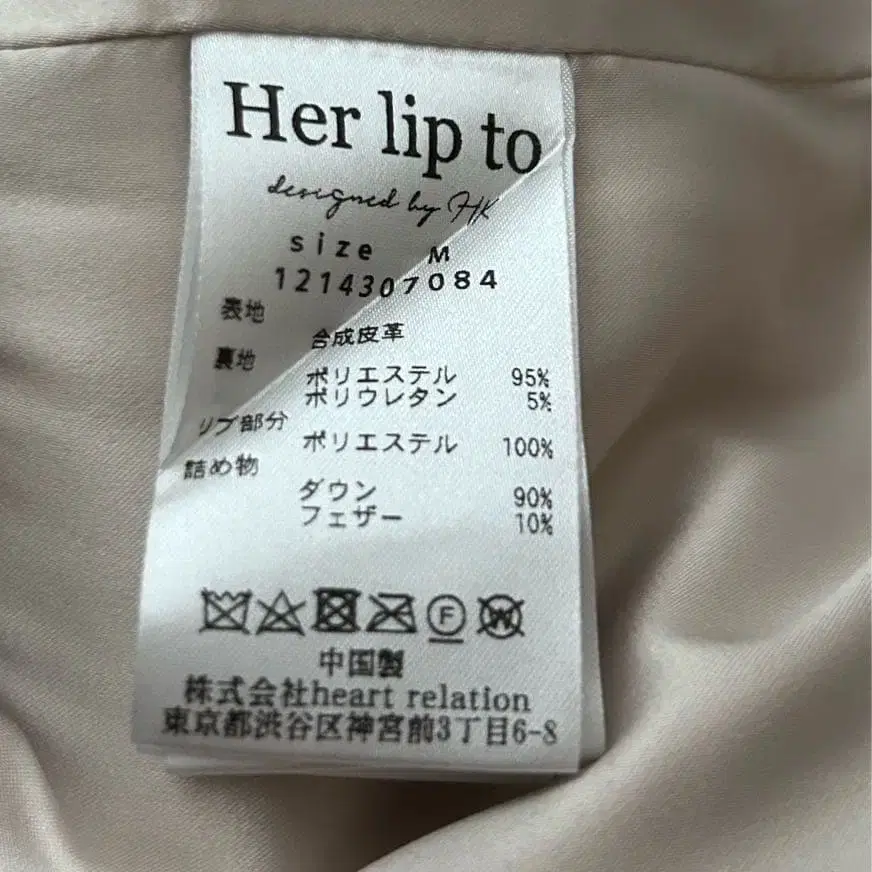 Her lip to
designed by HK
size M
1214307084
表地
合成皮革
裏地
ポリエステル 95%
ポリウレタン 5%
リブ部分
ポリエステル 100%
詰め物
ダウン 90%
フェザー 10%
F W
中国製
株式会社heart relation
東京都渋谷区神宮前3丁目6-8